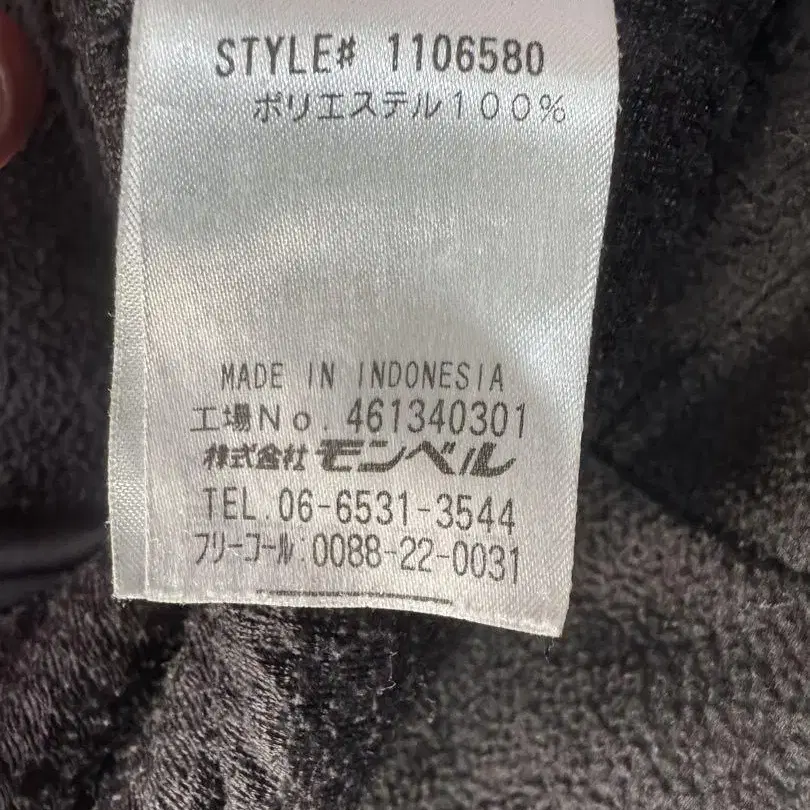 STYLE# 1106580
ポリエステル１００％
MADE IN INDONESIA
工場Ｎｏ. 461340301
株式会社 モンベル
TEL.06-6531-3544
フリーコール:0088-22-0031